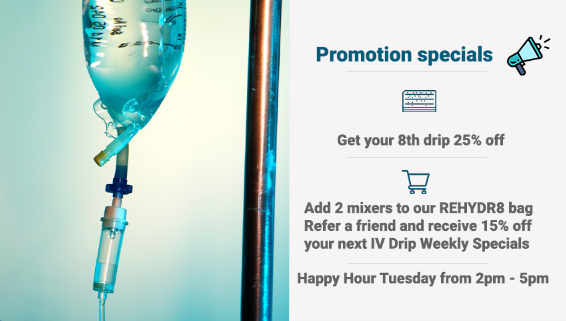 Promotion specials
Get your 8th drip 25% off
Add 2 mixers to our REHYDR8 bag
Refer a friend and receive 15% off
your next IV Drip Weekly Specials
Happy Hour Tuesday from 2pm - 5pm